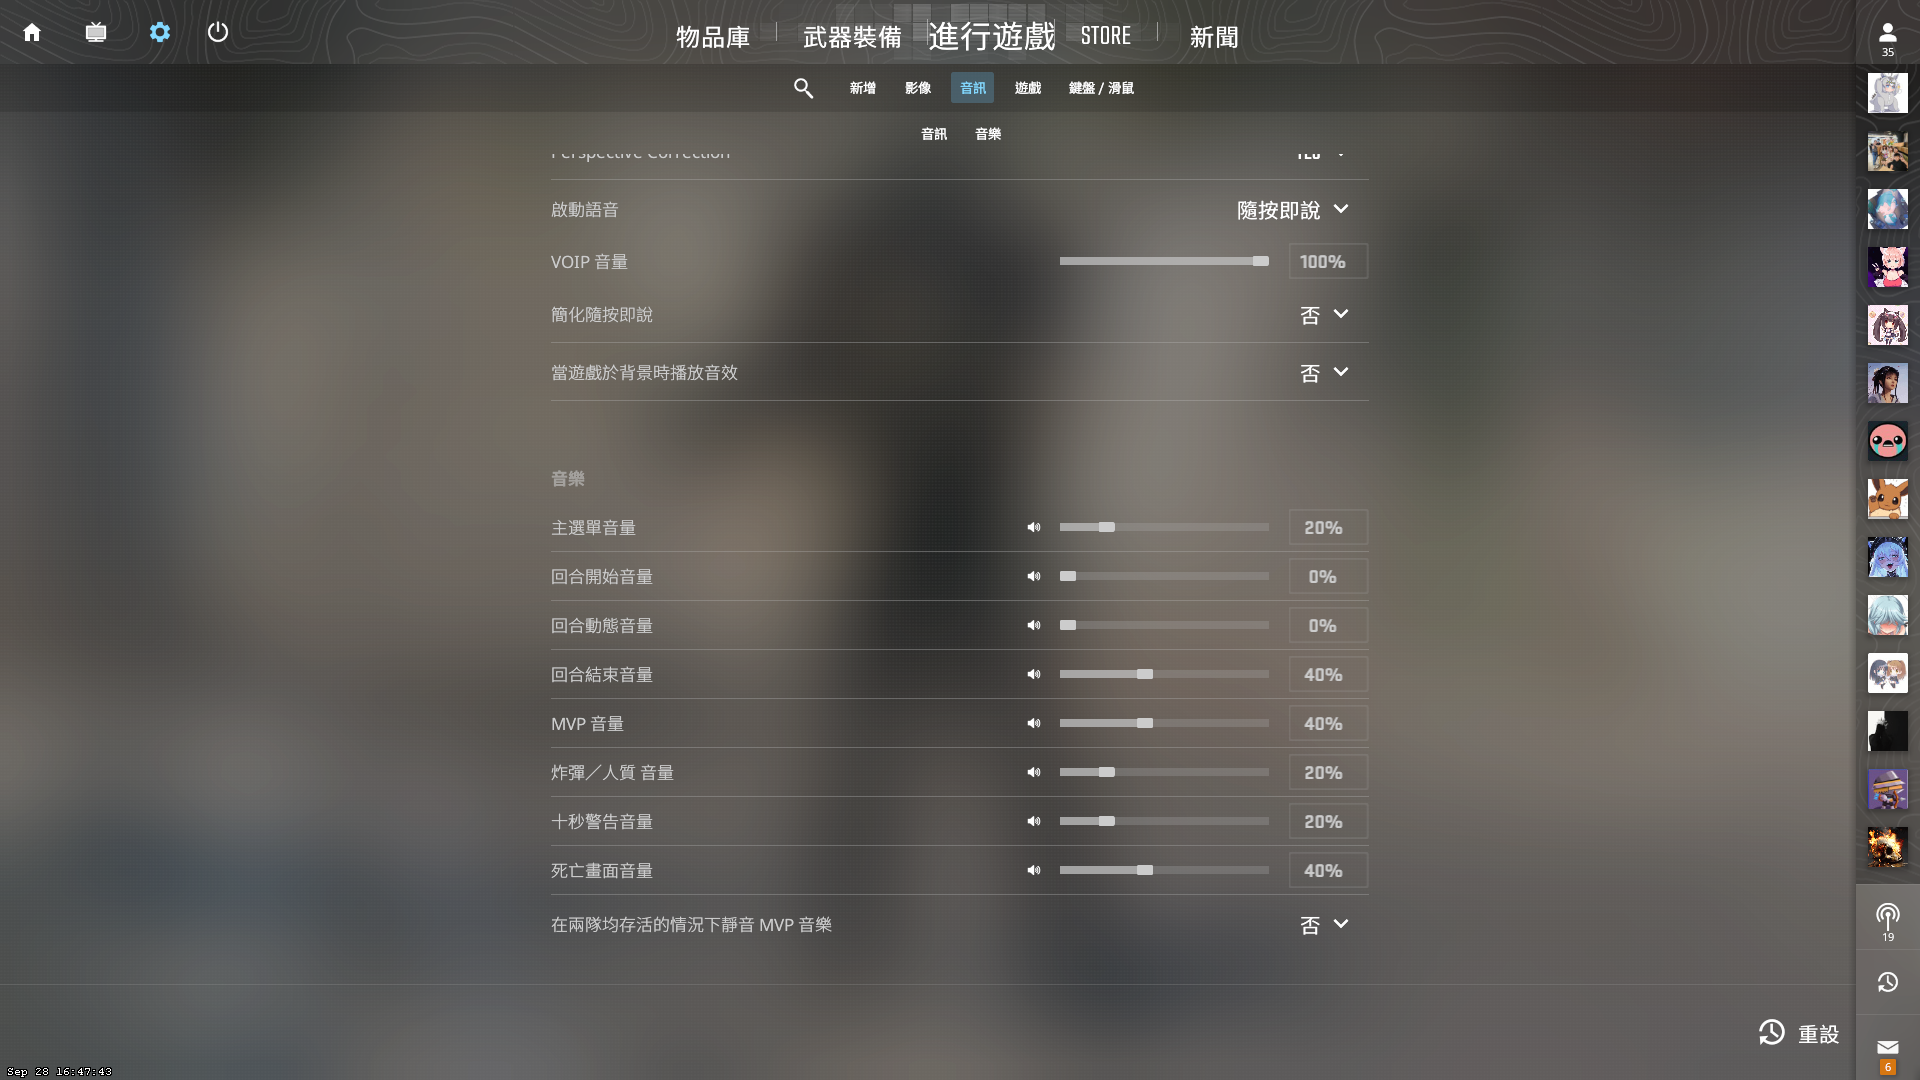 物品庫
武器裝備
進行遊戲
STORE
新聞
35
新增
影像
音訊
遊戲
鍵盤 / 滑鼠
音訊
音樂
Perspective Correction
YES
啟動語音
隨按即說
VOIP 音量
100%
簡化隨按即說
否
當遊戲於背景時播放音效
否
音樂
主選單音量
20%
回合開始音量
0%
回合動態音量
0%
回合結束音量
40%
MVP 音量
40%
炸彈／人質 音量
20%
十秒警告音量
20%
死亡畫面音量
40%
在兩隊均存活的情況下靜音 MVP 音樂
否
19
重設
6
Sep 28 16:47:43